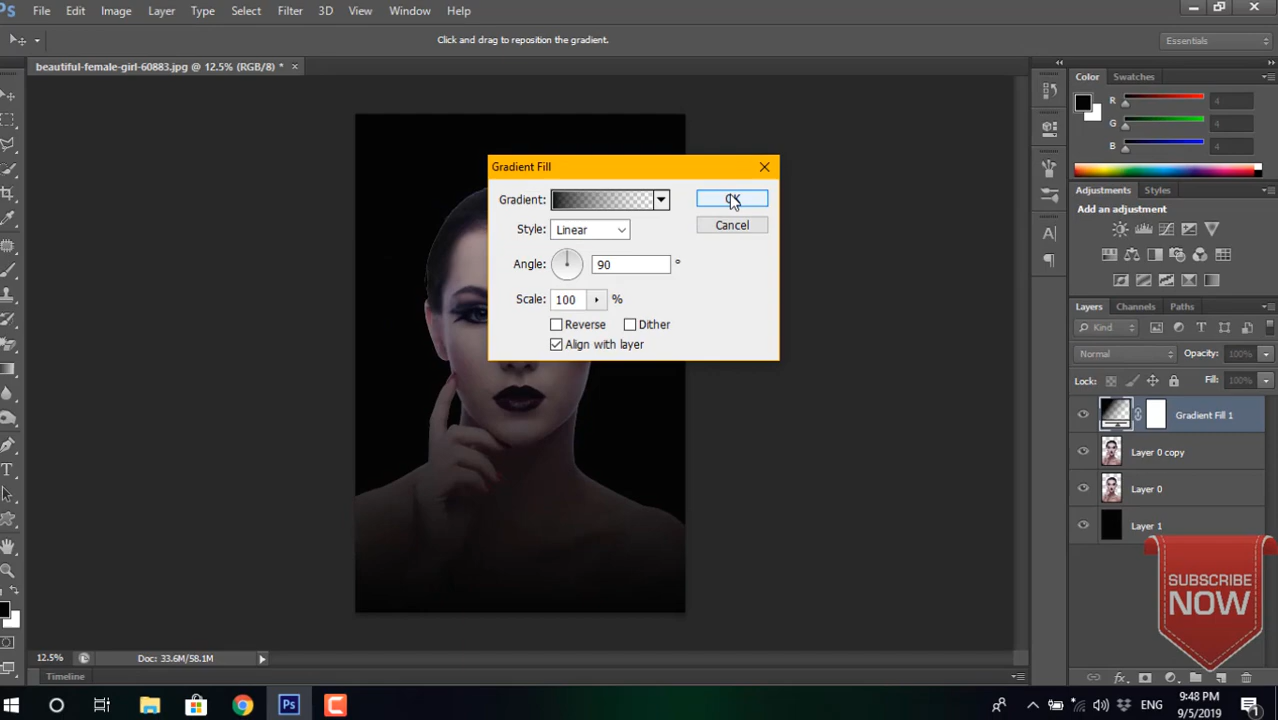 PS File Edit Image Layer Type Select Filter 3D View Window Help
Click and drag to reposition the gradient.
Essentials
beautiful-female-girl-60883.jpg @ 12.5% (RGB/8) * ×
Color Swatches
R 4
G 4
B 4
Gradient Fill
Gradient: OK
Style: Linear Cancel
Angle: 90 °
Scale: 100 %
Reverse Dither
Align with layer
Adjustments Styles
Add an adjustment
Layers Channels Paths
Kind
Normal Opacity: 100%
Lock: Fill: 100%
Gradient Fill 1
Layer 0 copy
Layer 0
Layer 1
SUBSCRIBE
NOW
12.5% Doc: 33.6M/58.1M
Timeline
Ps ENG 9:48 PM
9/5/2019 1